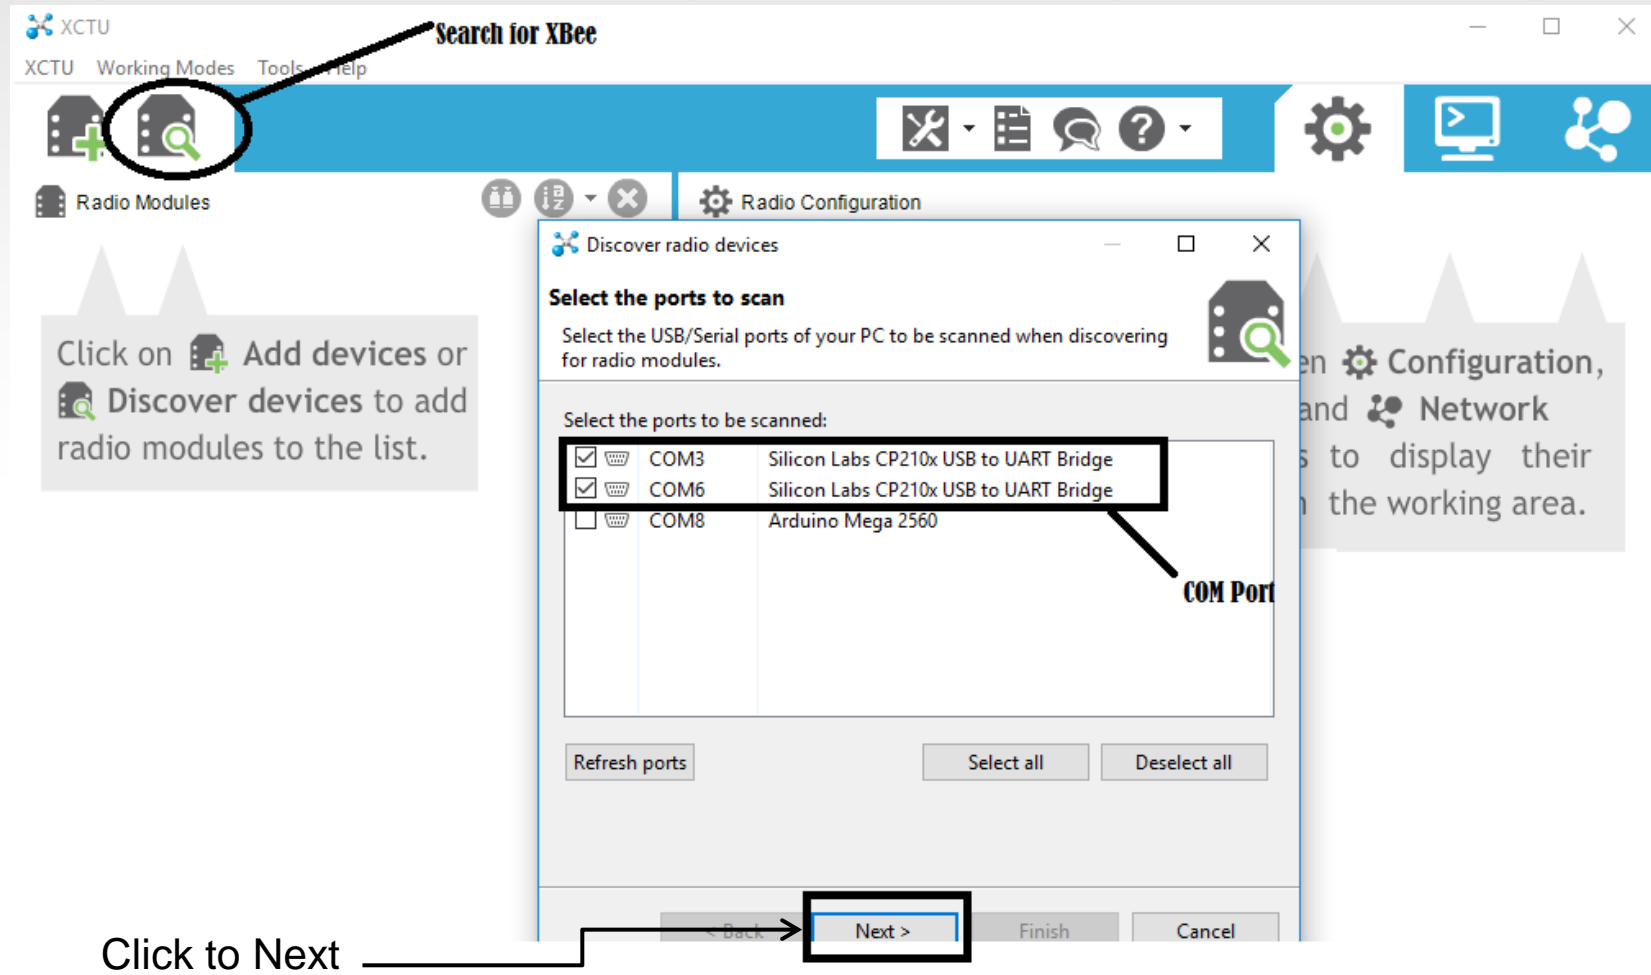 XCTU
Search for XBee
XCTU Working Modes Tools Help
Radio Modules
Radio Configuration
Discover radio devices
Select the ports to scan
Select the USB/Serial ports of your PC to be scanned when discovering
for radio modules.
Click on Add devices or
Discover devices to add
radio modules to the list.
en Configuration,
and Network
s to display their
the working area.
Select the ports to be scanned:
COM3 Silicon Labs CP210x USB to UART Bridge
COM6 Silicon Labs CP210x USB to UART Bridge
COM8 Arduino Mega 2560
COM Port
Refresh ports Select all Deselect all
< Back Next > Finish Cancel
Click to Next